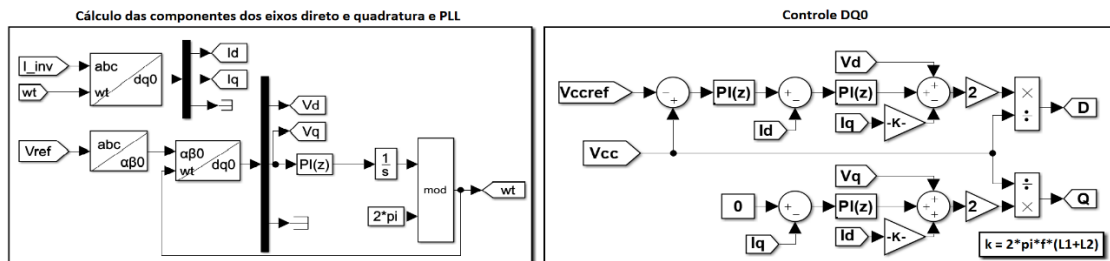 Cálculo das componentes dos eixos direto e quadratura e PLL
I_inv
wt
abc
wt
dq0
Id
Iq
Vref
abc
αβ0
αβ0
wt
dq0
Vd
Vq
PI(z)
1
s
2*pi
mod
wt
Controle DQ0
Vccref
Vcc
PI(z)
Id
PI(z)
Vd
Iq
-K-
2
×
÷
D
0
Iq
PI(z)
Vq
Id
-K-
2
÷
×
Q
k = 2*pi*f*(L1+L2)